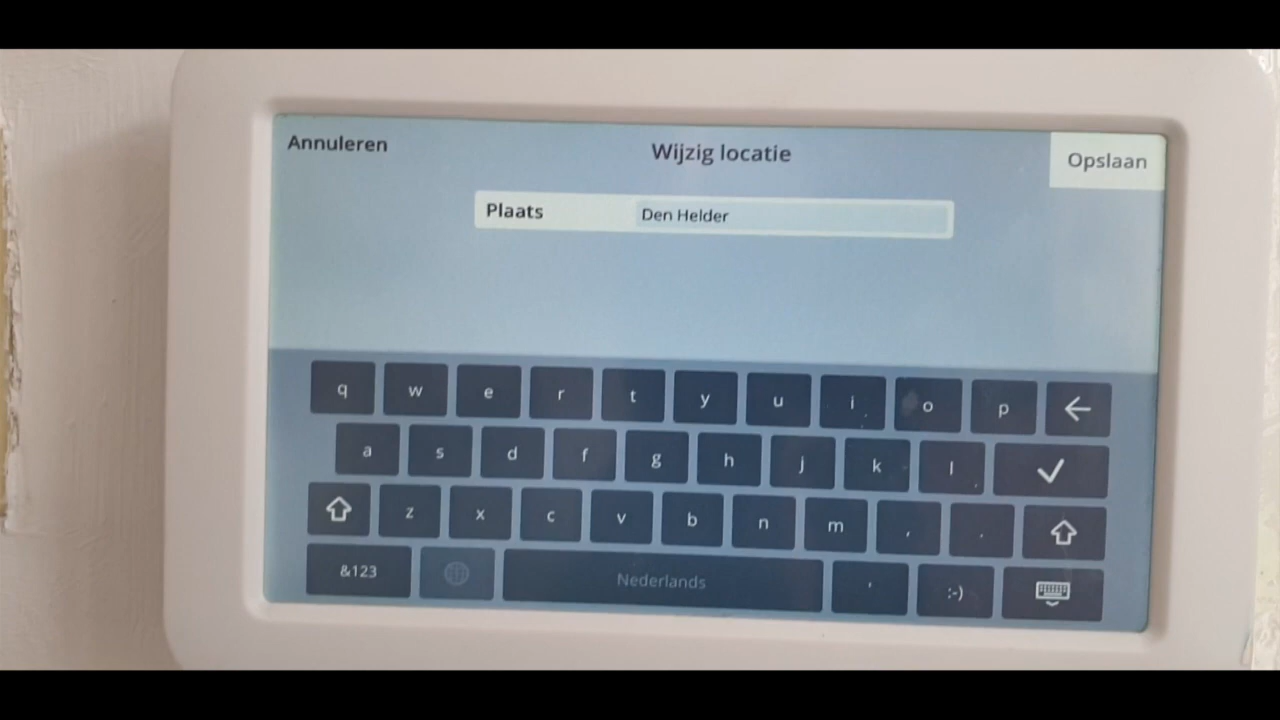 Annuleren
Wijzig locatie
Opslaan
Plaats Den Helder
q w e r t y u i o p
a s d f g h j k l
z x c v b n m , .
&123 Nederlands ' :-)